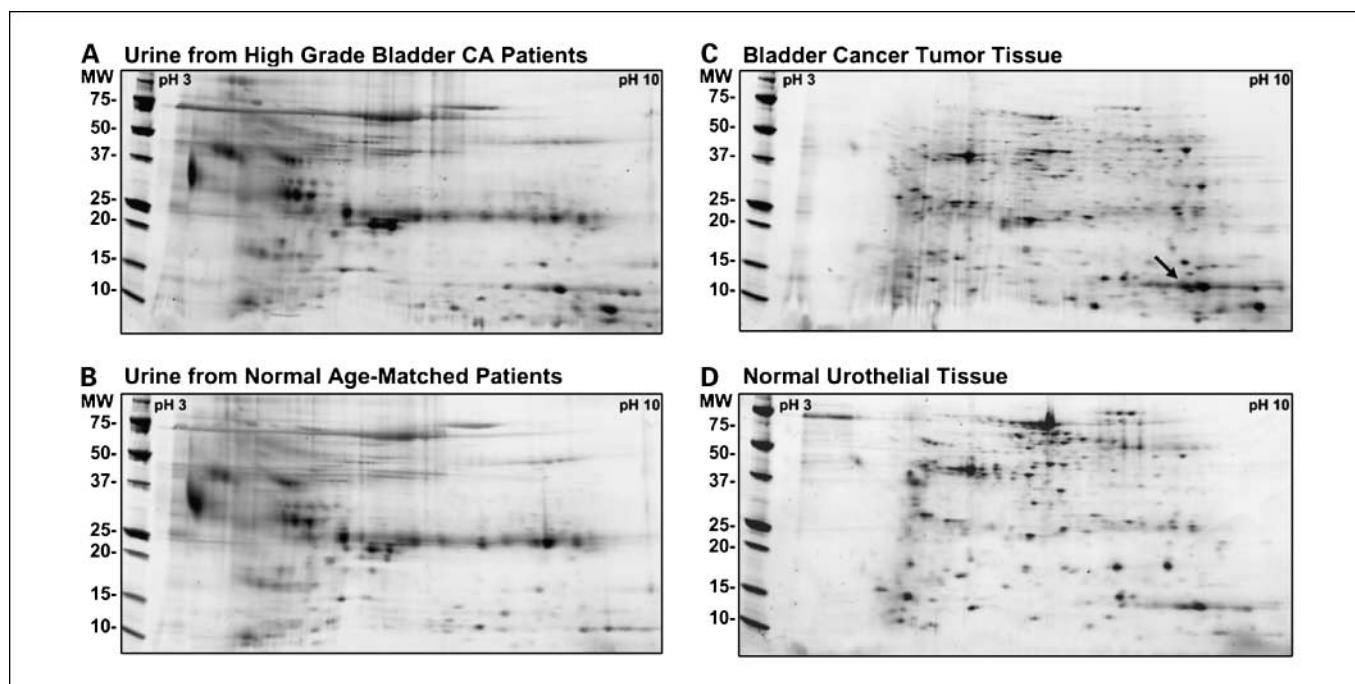 A Urine from High Grade Bladder CA Patients
MW
pH 3
pH 10
75-
50-
37-
25-
20-
15-
10-
B Urine from Normal Age-Matched Patients
MW
pH 3
pH 10
75-
50-
37-
25-
20-
15-
10-
C Bladder Cancer Tumor Tissue
MW
pH 3
pH 10
75-
50-
37-
25-
20-
15-
10-
D Normal Urothelial Tissue
MW
pH 3
pH 10
75-
50-
37-
25-
20-
15-
10-